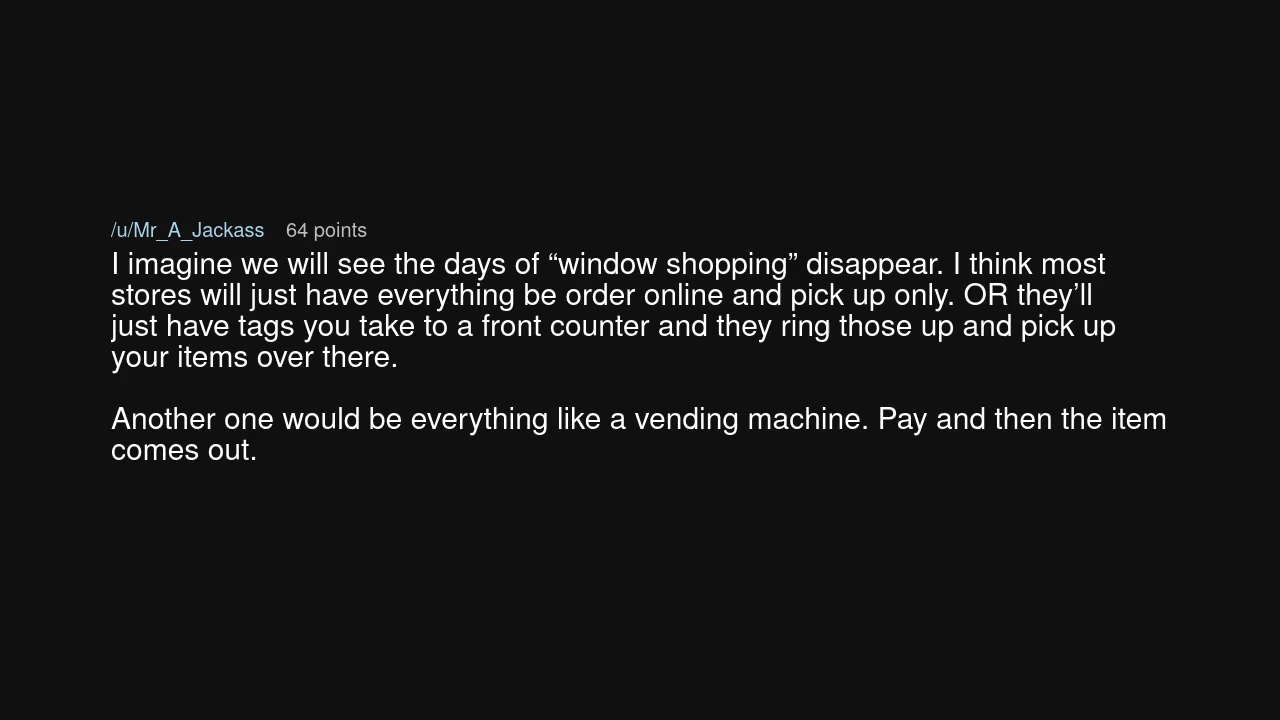 /u/Mr_A_Jackass 64 points
I imagine we will see the days of “window shopping” disappear. I think most
stores will just have everything be order online and pick up only. OR they’ll
just have tags you take to a front counter and they ring those up and pick up
your items over there.
Another one would be everything like a vending machine. Pay and then the item
comes out.